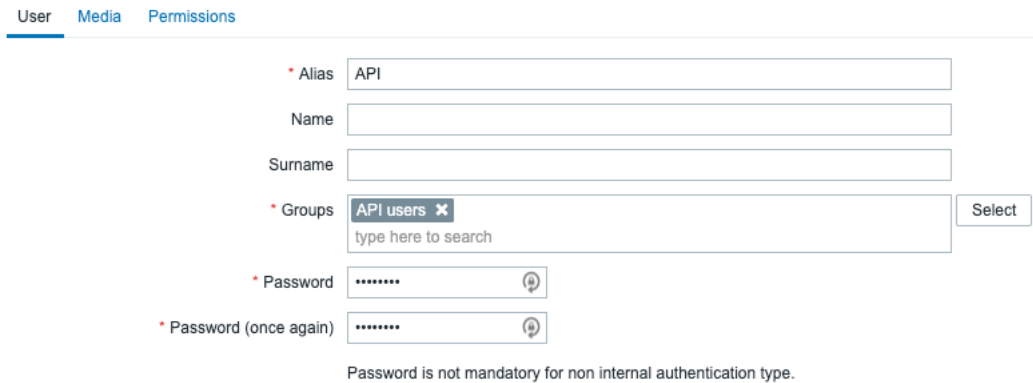 User Media Permissions
* Alias API
Name
Surname
* Groups API users ✖ Select
type here to search
* Password ••••••••
* Password (once again) ••••••••
Password is not mandatory for non internal authentication type.